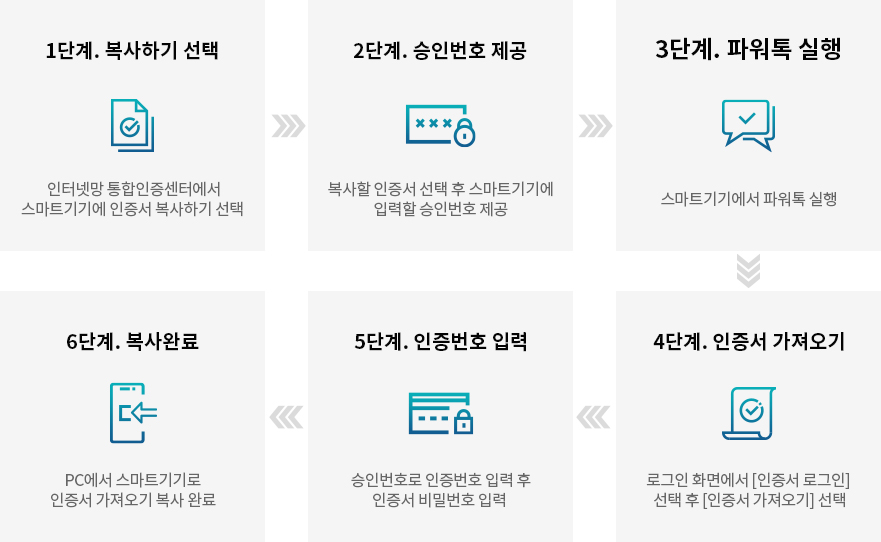 1단계. 복사하기 선택
인터넷망 통합인증센터에서
스마트기기에 인증서 복사하기 선택
2단계. 승인번호 제공
복사할 인증서 선택 후 스마트기기에
입력할 승인번호 제공
3단계. 파워톡 실행
스마트기기에서 파워톡 실행
4단계. 인증서 가져오기
로그인 화면에서 [인증서 로그인]
선택 후 [인증서 가져오기] 선택
5단계. 인증번호 입력
승인번호로 인증번호 입력 후
인증서 비밀번호 입력
6단계. 복사완료
PC에서 스마트기기로
인증서 가져오기 복사 완료